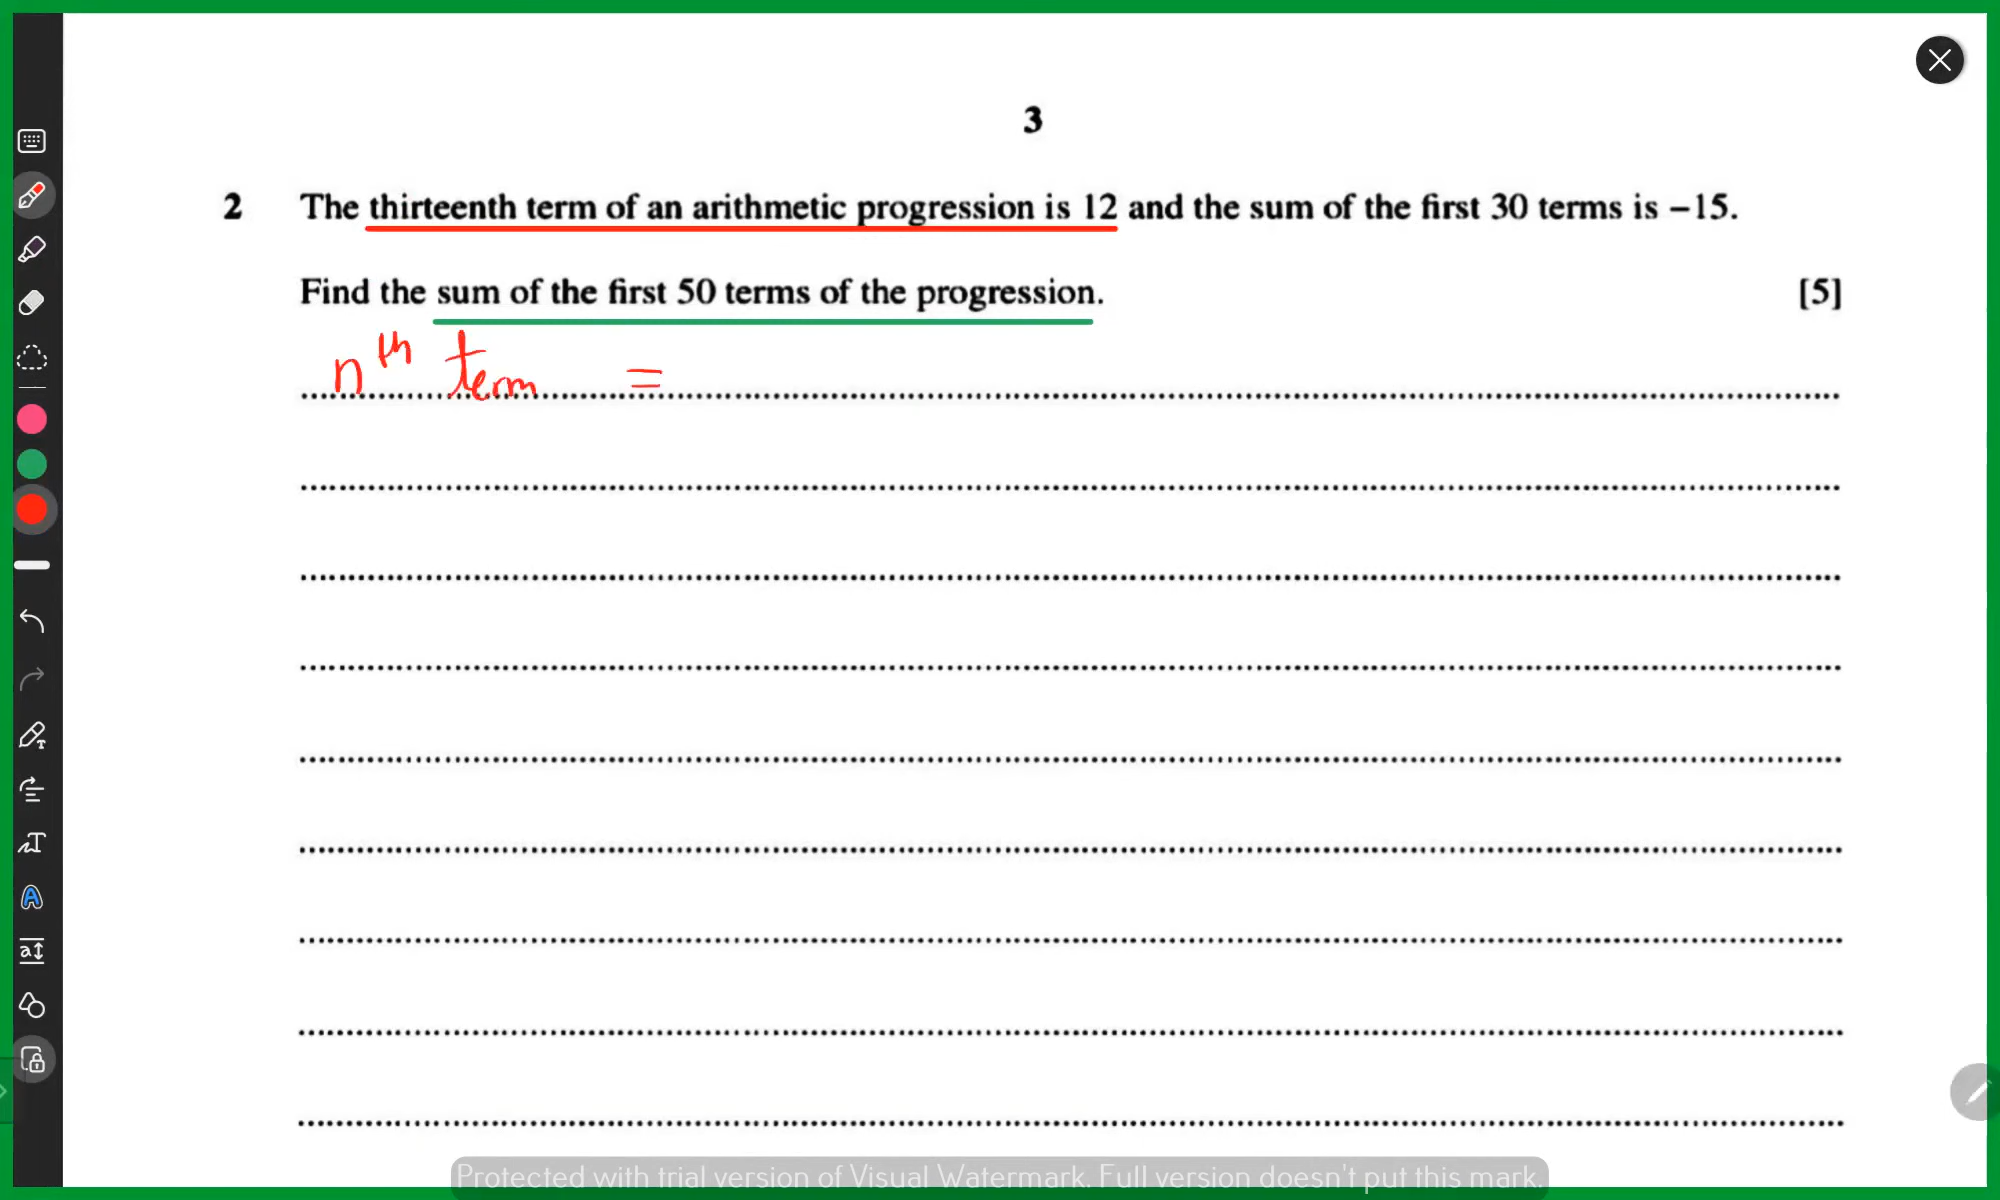 3
2 The thirteenth term of an arithmetic progression is 12 and the sum of the first 30 terms is −15.
Find the sum of the first 50 terms of the progression. [5]
nth term =
Protected with trial version of Visual Watermark. Full version doesn't put this mark.